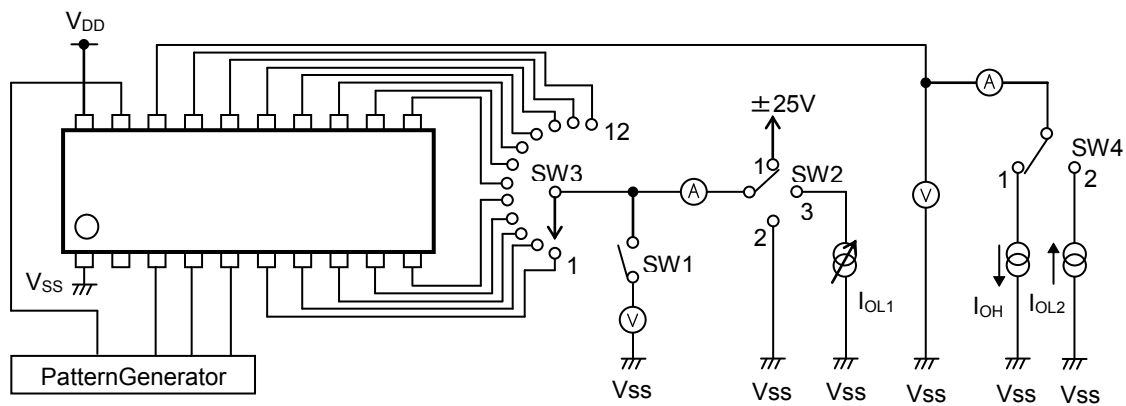 VDD
±25V
12
SW3
1
SW2
3
2
1
SW1
VSS
PatternGenerator
A
V
IOL1
Vss
Vss
Vss
A
V
Vss
SW4
1
2
IOH
IOL2
Vss
Vss